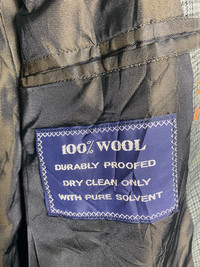 100% WOOL
DURABLY PROOFED
DRY CLEAN ONLY
WITH PURE SOLVENT